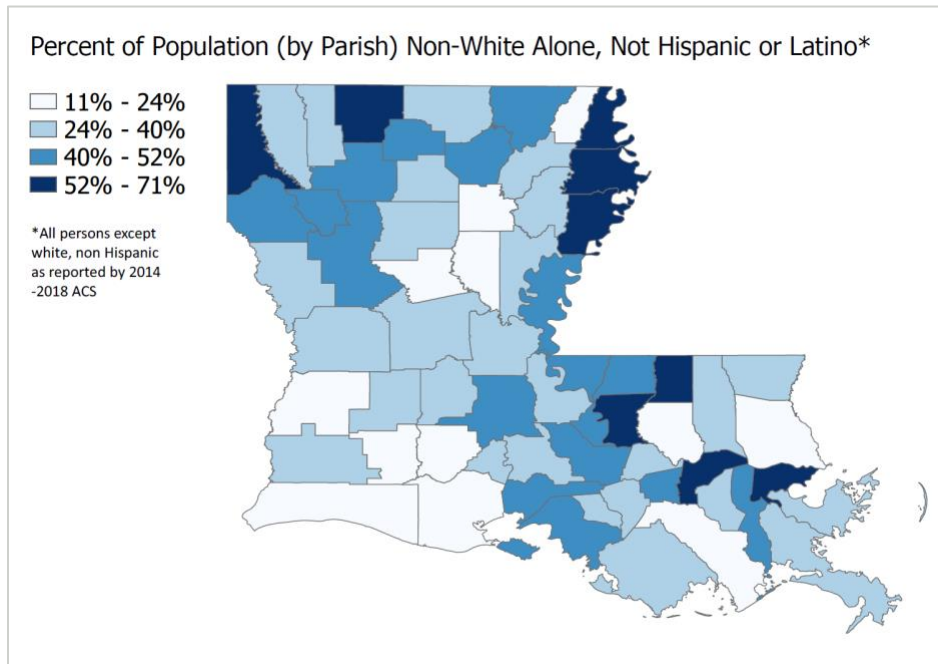 Percent of Population (by Parish) Non-White Alone, Not Hispanic or Latino*
11% - 24%
24% - 40%
40% - 52%
52% - 71%
*All persons except
white, non Hispanic
as reported by 2014
-2018 ACS